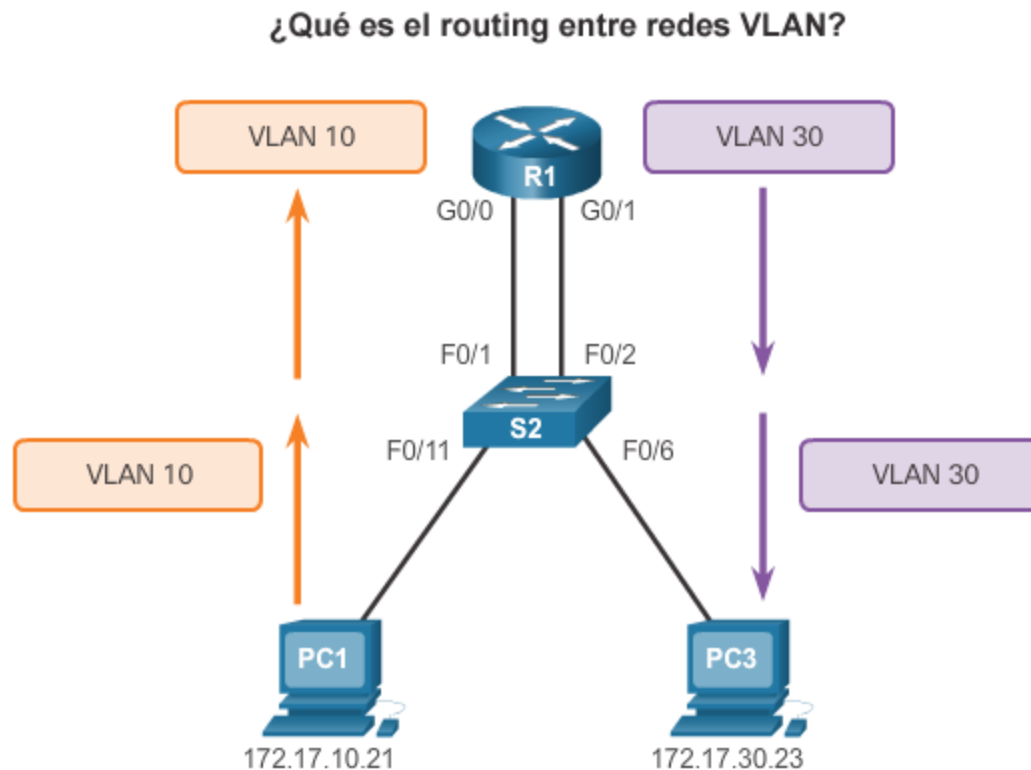 ¿Qué es el routing entre redes VLAN?
VLAN 10
VLAN 30
R1
G0/0
G0/1
F0/1
F0/2
S2
F0/11
F0/6
VLAN 10
VLAN 30
PC1
PC3
172.17.10.21
172.17.30.23